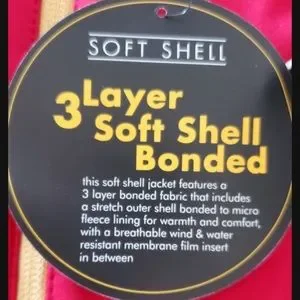 SOFT SHELL
3 Layer
Soft Shell
Bonded
this soft shell jacket features a
3 layer bonded fabric that includes
a stretch outer shell bonded to micro
fleece lining for warmth and comfort,
with a breathable wind & water
resistant membrane film insert
in between